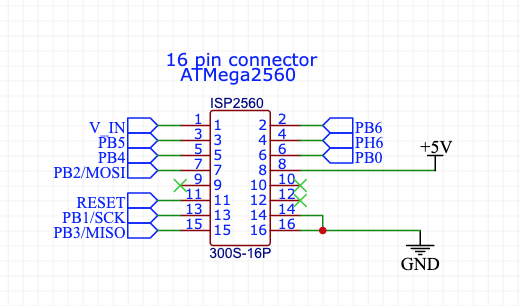 16 pin connector
ATMega2560
ISP2560
V_IN 1 1 2 2 PB6
PB5 3 3 4 4 PH6
PB4 5 5 6 6 PB0
PB2/MOSI 7 7 8 8 +5V
9 9 10 10
RESET 11 11 12 12
PB1/SCK 13 13 14 14
PB3/MISO 15 15 16 16
300S-16P
GND